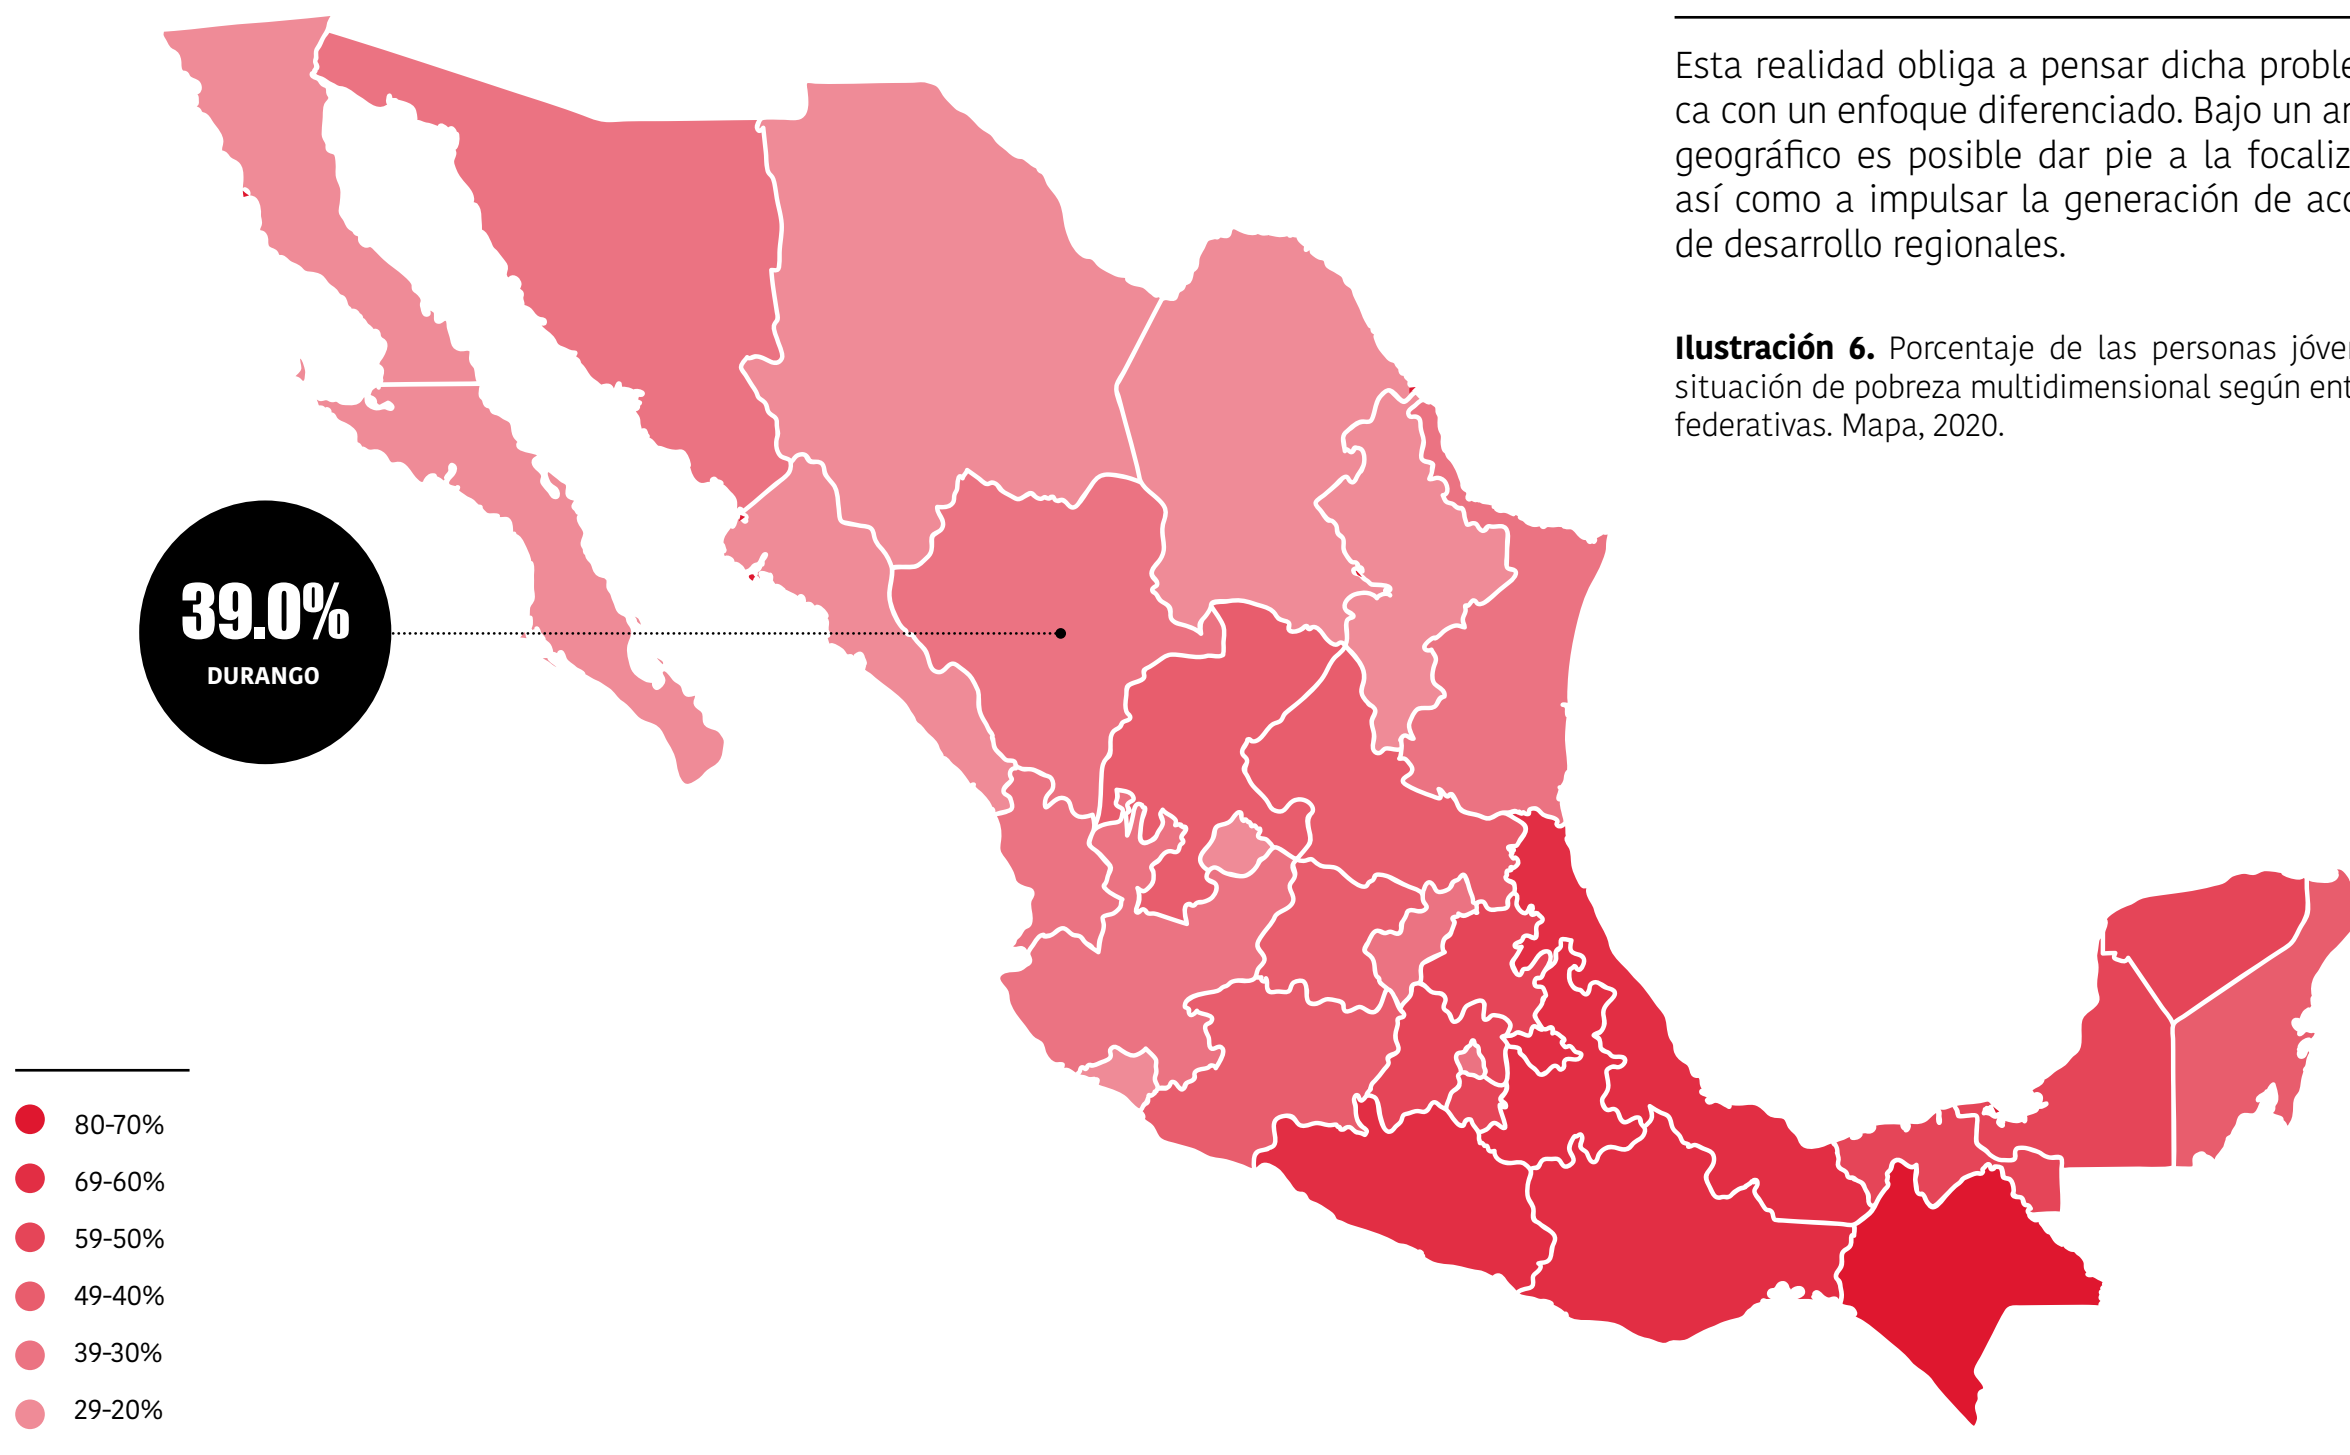 Esta realidad obliga a pensar dicha proble
ca con un enfoque diferenciado. Bajo un
geográfico es posible dar pie a la focaliz
así como a impulsar la generación de acc
de desarrollo regionales.
Ilustración 6. Porcentaje de las personas jóve
situación de pobreza multidimensional según ent
federativas. Mapa, 2020.
39.0%
DURANGO
80-70%
69-60%
59-50%
49-40%
39-30%
29-20%